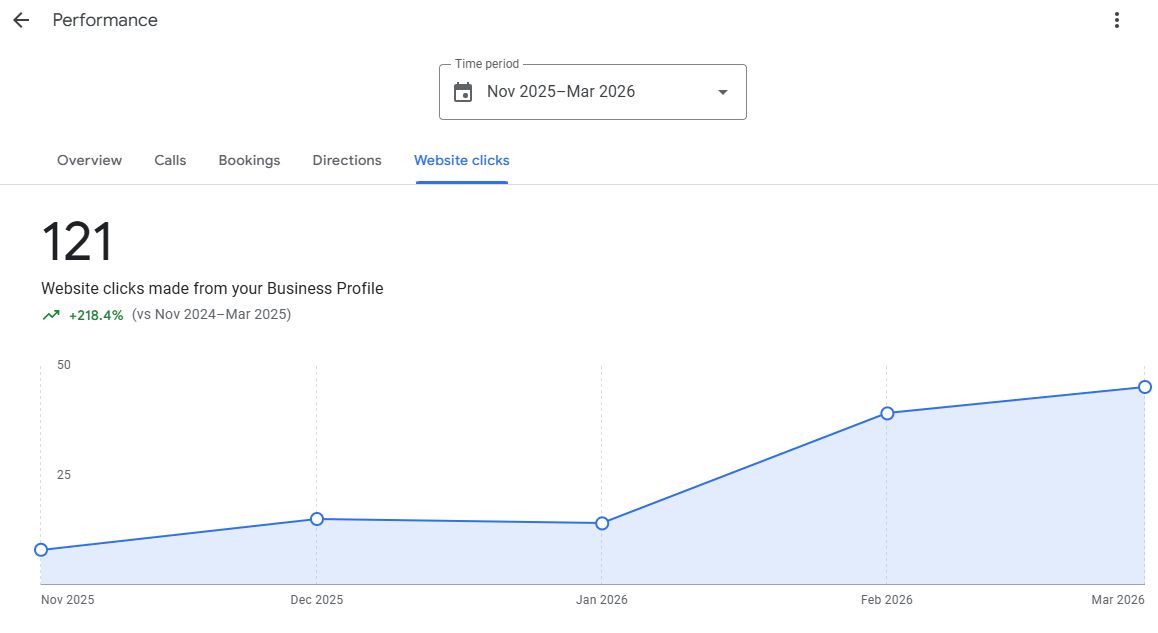 Performance
Time period
Nov 2025–Mar 2026
Overview Calls Bookings Directions Website clicks
121
Website clicks made from your Business Profile
+218.4% (vs Nov 2024–Mar 2025)
50
25
Nov 2025 Dec 2025 Jan 2026 Feb 2026 Mar 2026